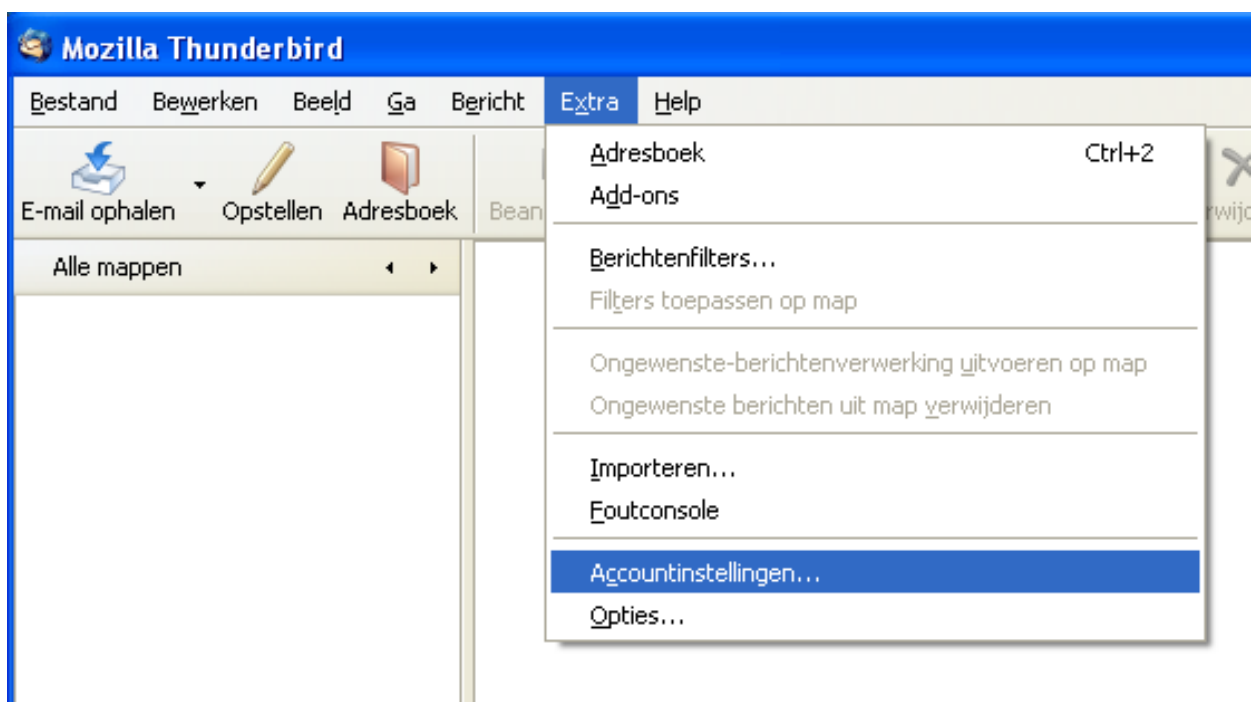 Mozilla Thunderbird
Bestand Bewerken Beeld Ga Bericht Extra Help
E-mail ophalen Opstellen Adresboek
Alle mappen
Adresboek Ctrl+2
Add-ons
Berichtenfilters...
Filters toepassen op map
Ongewenste-berichtenverwerking uitvoeren op map
Ongewenste berichten uit map verwijderen
Importeren...
Foutconsole
Accountinstellingen...
Opties...